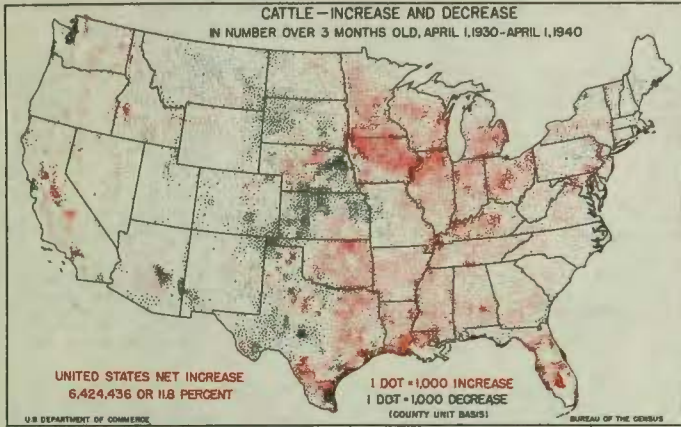 CATTLE—INCREASE AND DECREASE
IN NUMBER OVER 3 MONTHS OLD, APRIL 1, 1930-APRIL 1, 1940
UNITED STATES NET INCREASE
6,424,436 OR 11.8 PERCENT
1 DOT = 1,000 INCREASE
1 DOT = 1,000 DECREASE
(COUNTY UNIT BASIS)
U.S DEPARTMENT OF COMMERCE
BUREAU OF THE CENSUS